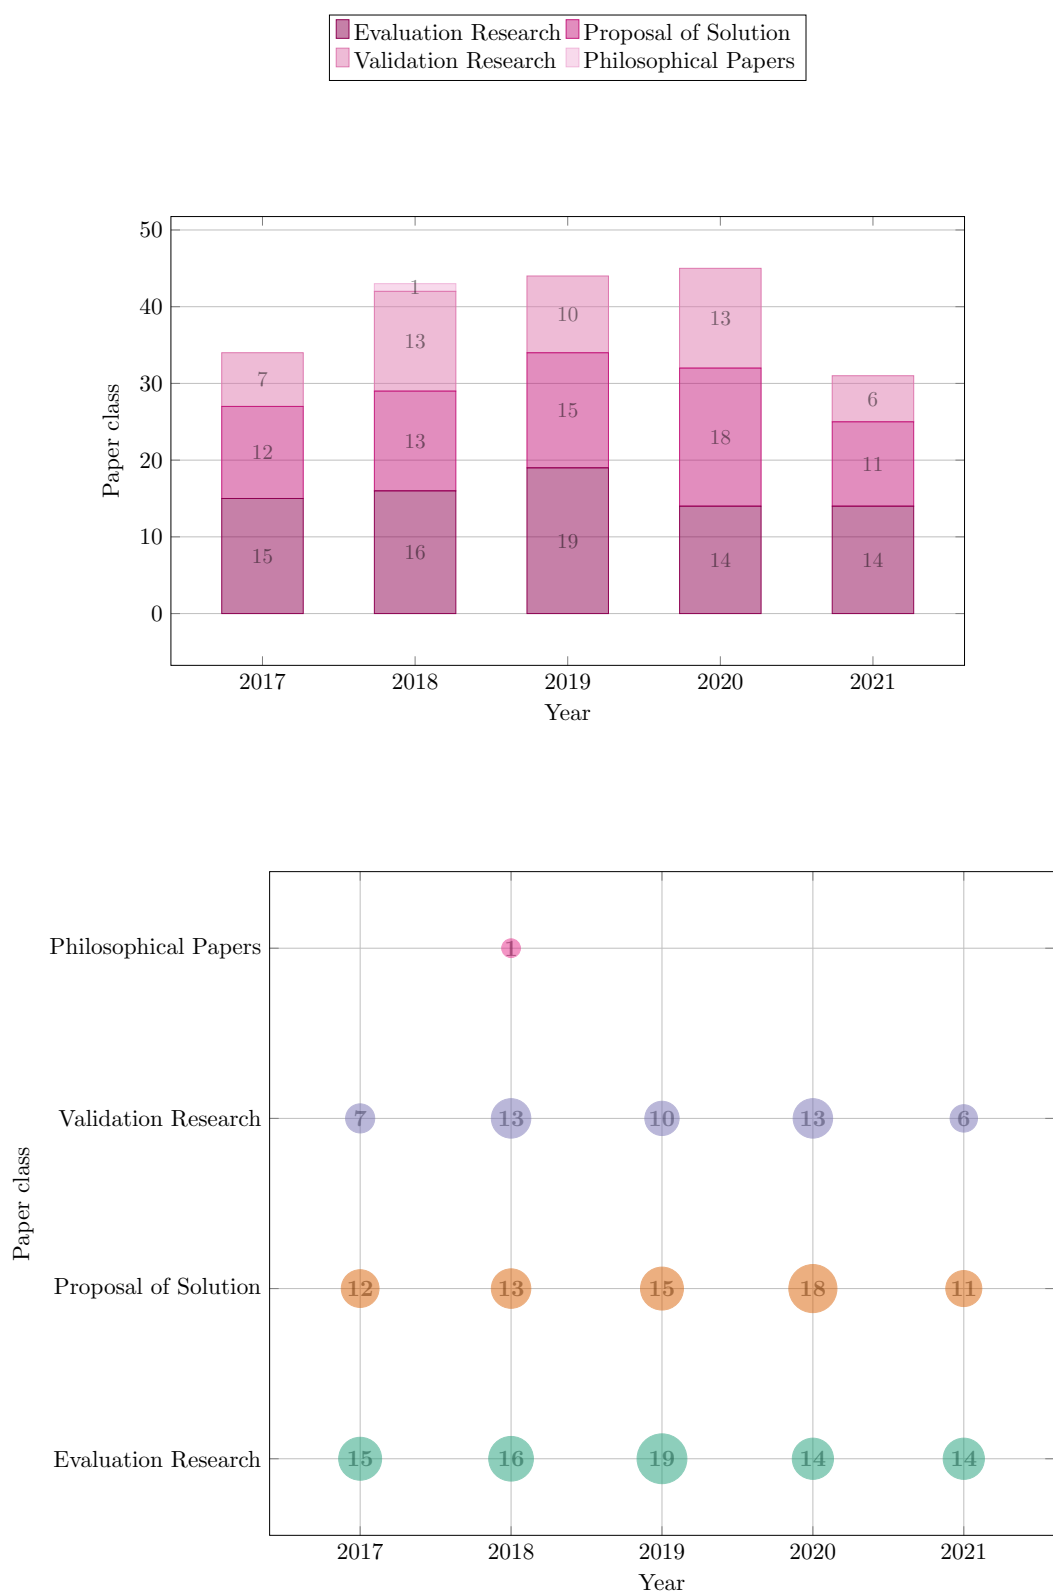 Evaluation Research Proposal of Solution
Validation Research Philosophical Papers
50
40
30
20
10
0
Paper class
1
7 13 10 13 6
12 13 15 18 11
15 16 19 14 14
2017 2018 2019 2020 2021
Year
Paper class
Philosophical Papers 1
Validation Research 7 13 10 13 6
Proposal of Solution 12 13 15 18 11
Evaluation Research 15 16 19 14 14
2017 2018 2019 2020 2021
Year